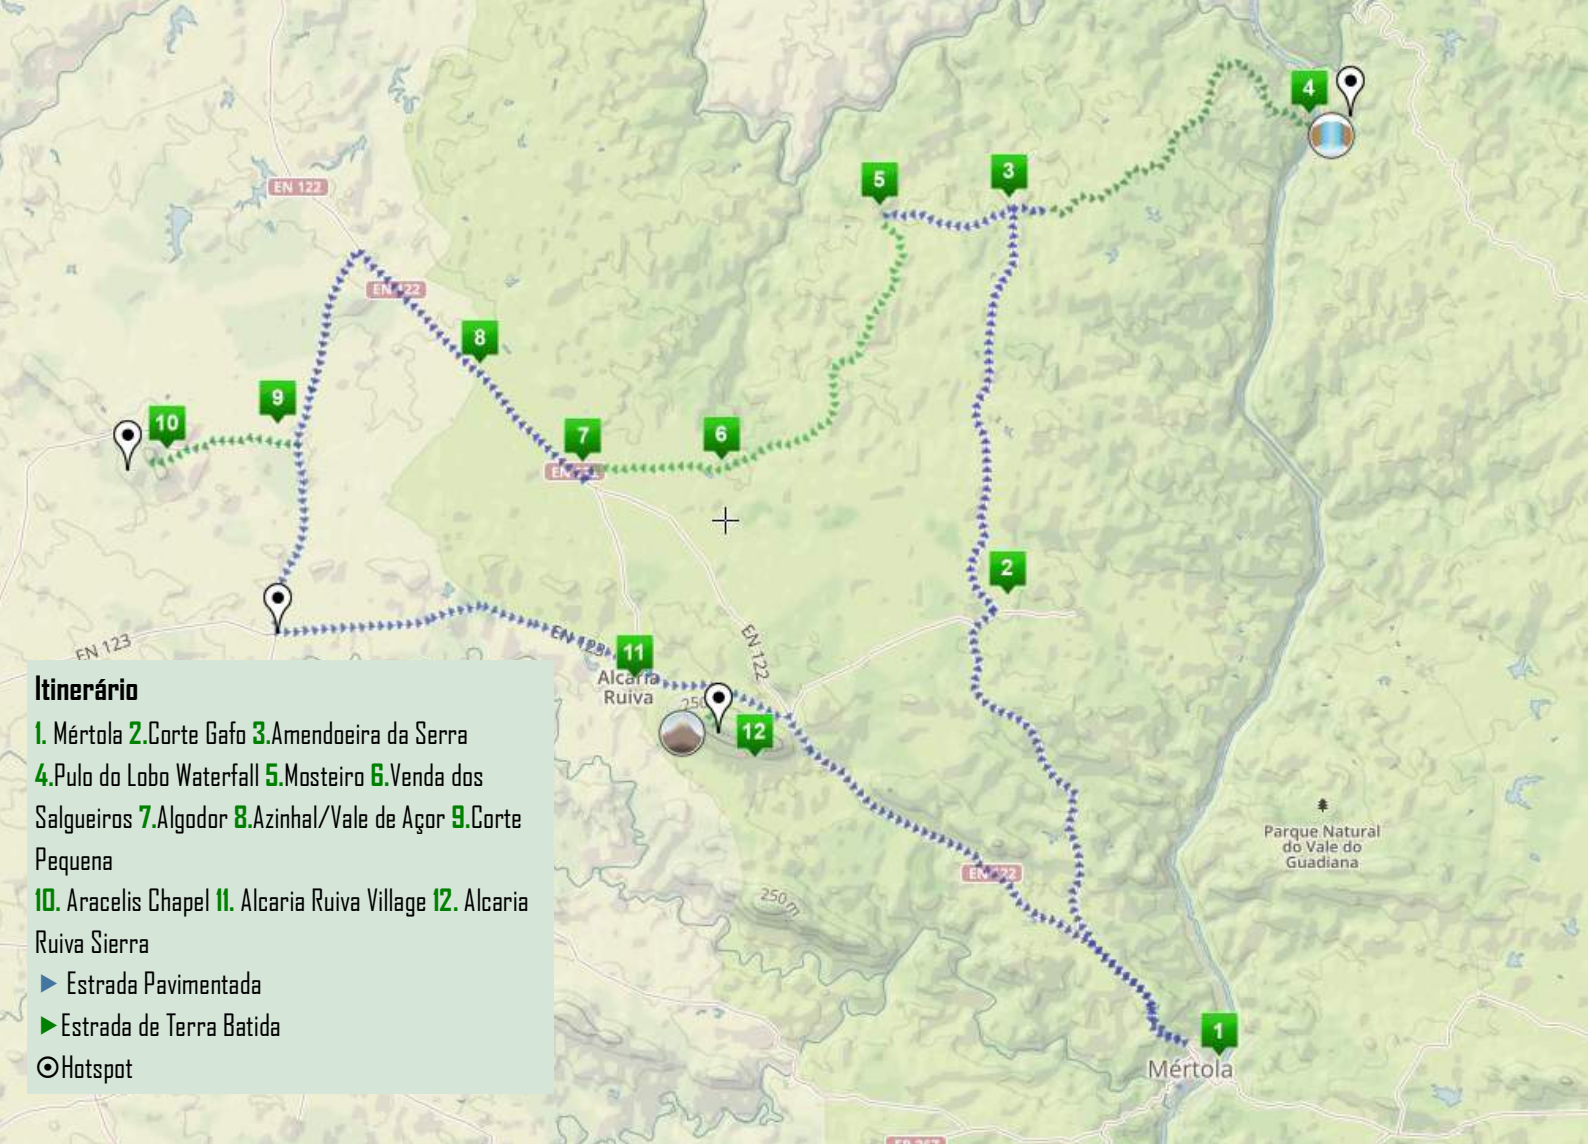 4
3
5
EN 122
EN 122
8
9
7
6
10
EN 122
2
EN 123
EN 123
EN 122
11
Alcaria
Ruiva
250
12
Itinerário
1. Mértola 2.Corte Gafo 3.Amendoeira da Serra
4.Pulo do Lobo Waterfall 5.Mosteiro 6.Venda dos
Salgueiros 7.Algodor 8.Azinhal/Vale de Açor 9.Corte
Pequena
10. Aracelis Chapel 11. Alcaria Ruiva Village 12. Alcaria
Ruiva Sierra
Estrada Pavimentada
Estrada de Terra Batida
Hotspot
Parque Natural
do Vale do
Guadiana
EN 122
250 m
1
Mértola